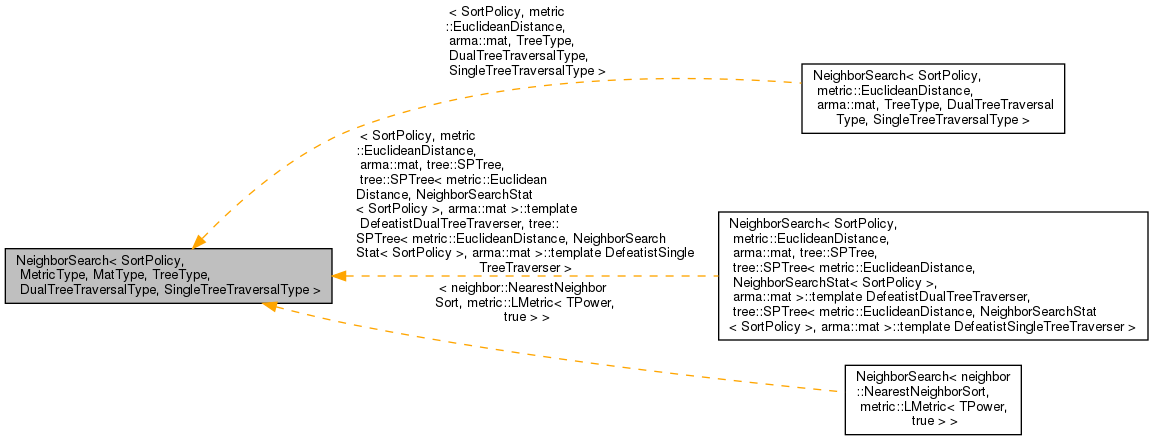 < SortPolicy, metric
::EuclideanDistance,
arma::mat, TreeType,
DualTreeTraversalType,
SingleTreeTraversalType >
NeighborSearch< SortPolicy,
metric::EuclideanDistance,
arma::mat, TreeType, DualTreeTraversal
Type, SingleTreeTraversalType >
< SortPolicy, metric
::EuclideanDistance,
arma::mat, tree::SPTree,
tree::SPTree< metric::Euclidean
Distance, NeighborSearchStat
< SortPolicy >, arma::mat >::template
DefeatistDualTreeTraverser, tree::
SPTree< metric::EuclideanDistance, NeighborSearch
Stat< SortPolicy >, arma::mat >::template DefeatistSingle
TreeTraverser >
NeighborSearch< SortPolicy,
metric::EuclideanDistance,
arma::mat, tree::SPTree,
tree::SPTree< metric::EuclideanDistance,
NeighborSearchStat< SortPolicy >,
arma::mat >::template DefeatistDualTreeTraverser,
tree::SPTree< metric::EuclideanDistance, NeighborSearchStat
< SortPolicy >, arma::mat >::template DefeatistSingleTreeTraverser >
NeighborSearch< SortPolicy,
MetricType, MatType, TreeType,
DualTreeTraversalType, SingleTreeTraversalType >
< neighbor::NearestNeighbor
Sort, metric::LMetric< TPower,
true > >
NeighborSearch< neighbor
::NearestNeighborSort,
metric::LMetric< TPower,
true > >